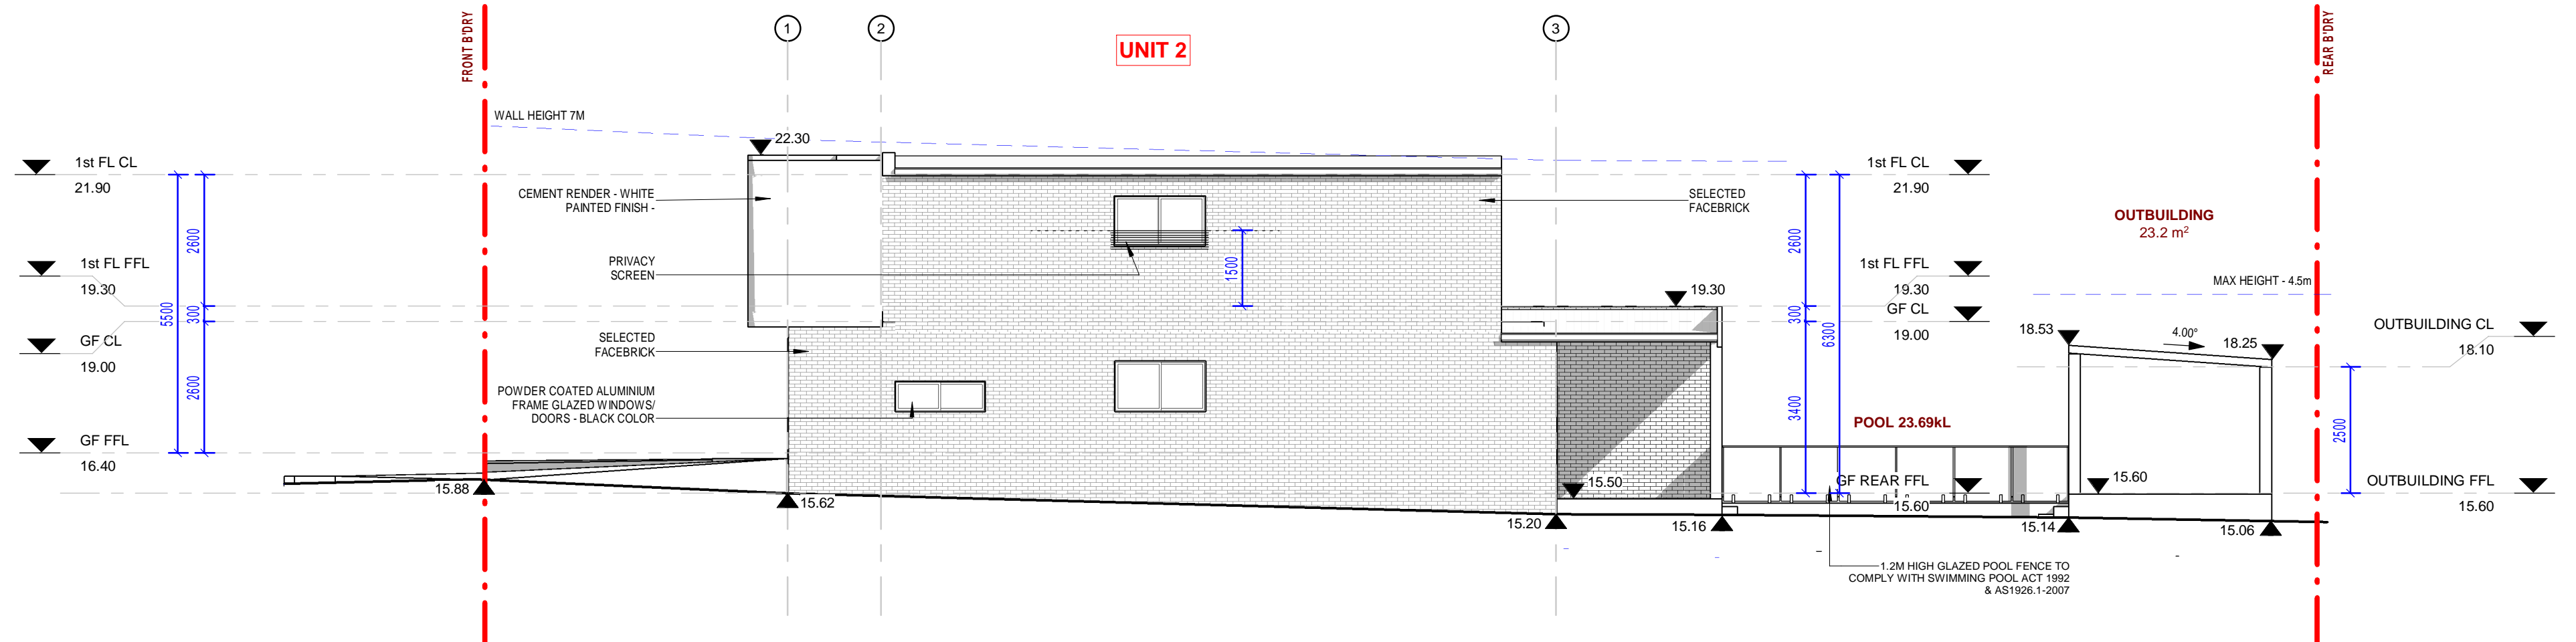 FRONT B'DRY
1
2
UNIT 2
3
REAR B'DRY
WALL HEIGHT 7M
22.30
1st FL CL
21.90
1st FL FFL
19.30
GF CL
19.00
GF FFL
16.40
5500
2600
300
2600
CEMENT RENDER - WHITE
PAINTED FINISH -
PRIVACY
SCREEN
SELECTED
FACEBRICK
POWDER COATED ALUMINIUM
FRAME GLAZED WINDOWS/
DOORS - BLACK COLOR
1500
SELECTED
FACEBRICK
19.30
1st FL CL
21.90
1st FL FFL
19.30
GF CL
19.00
2600
300
3400
6300
OUTBUILDING
23.2 m²
MAX HEIGHT - 4.5m
18.53
4.00°
18.25
OUTBUILDING CL
18.10
POOL 23.69kL
2500
GF REAR FFL
15.60
15.60
OUTBUILDING FFL
15.60
15.88
15.62
15.50
15.20
15.16
15.14
15.06
1.2M HIGH GLAZED POOL FENCE TO
COMPLY WITH SWIMMING POOL ACT 1992
& AS1926.1-2007